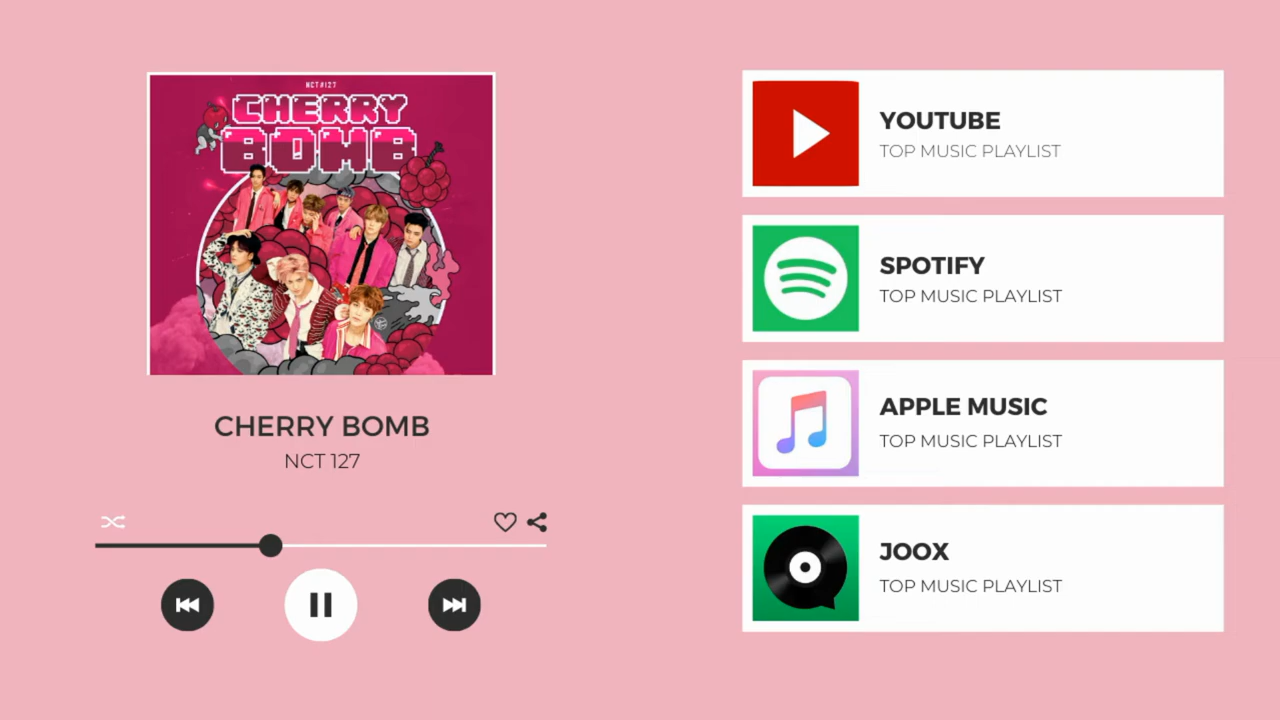 NCT#127
CHERRY
BOMB
CHERRY BOMB
NCT 127
YOUTUBE
TOP MUSIC PLAYLIST
SPOTIFY
TOP MUSIC PLAYLIST
APPLE MUSIC
TOP MUSIC PLAYLIST
JOOX
TOP MUSIC PLAYLIST